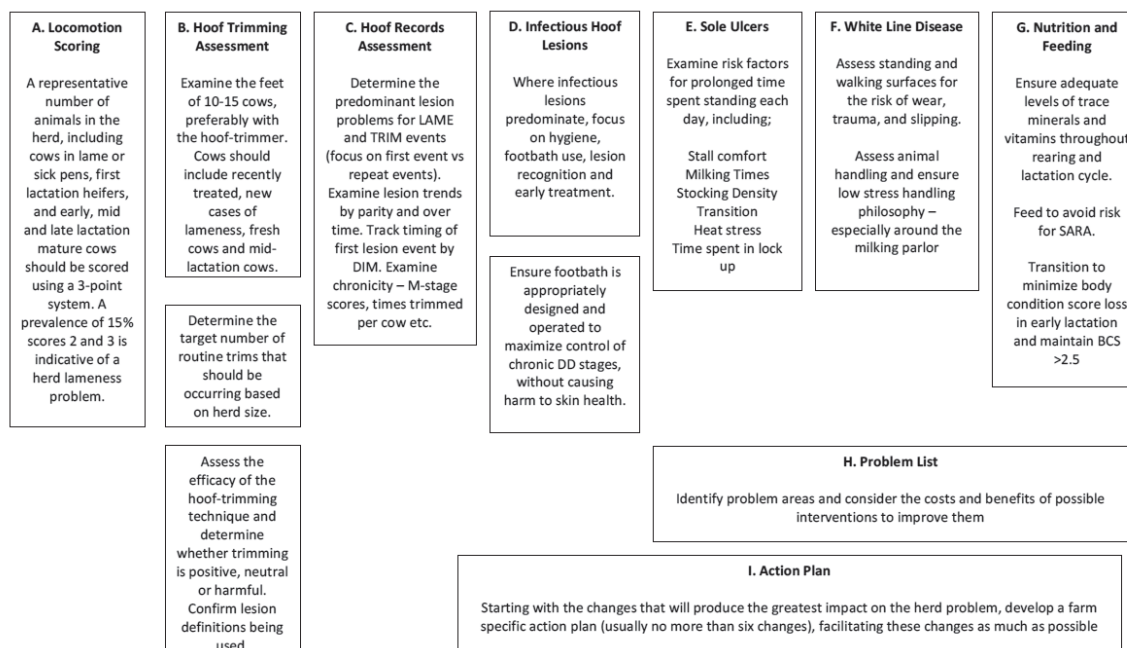 A. Locomotion
Scoring
A representative
number of
animals in the
herd, including
cows in lame or
sick pens, first
lactation heifers,
and early, mid
and late lactation
mature cows
should be scored
using a 3-point
system. A
prevalence of 15%
scores 2 and 3 is
indicative of a
herd lameness
problem.
B. Hoof Trimming
Assessment
Examine the feet
of 10-15 cows,
preferably with
the hoof-trimmer.
Cows should
include recently
treated, new
cases of
lameness, fresh
cows and mid-
lactation cows.
Determine the
target number of
routine trims that
should be
occurring based
on herd size.
Assess the
efficacy of the
hoof-trimming
technique and
determine
whether trimming
is positive, neutral
or harmful.
Confirm lesion
definitions being
used
C. Hoof Records
Assessment
Determine the
predominant lesion
problems for LAME
and TRIM events
(focus on first event vs
repeat events).
Examine lesion trends
by parity and over
time. Track timing of
first lesion event by
DIM. Examine
chronicity – M-stage
scores, times trimmed
per cow etc.
D. Infectious Hoof
Lesions
Where infectious
lesions
predominate, focus
on hygiene,
footbath use, lesion
recognition and
early treatment.
Ensure footbath is
appropriately
designed and
operated to
maximize control of
chronic DD stages,
without causing
harm to skin health.
E. Sole Ulcers
Examine risk factors
for prolonged time
spent standing each
day, including;
Stall comfort
Milking Times
Stocking Density
Transition
Heat stress
Time spent in lock
up
F. White Line Disease
Assess standing and
walking surfaces for
the risk of wear,
trauma, and slipping.
Assess animal
handling and ensure
low stress handling
philosophy –
especially around the
milking parlor
G. Nutrition and
Feeding
Ensure adequate
levels of trace
minerals and
vitamins throughout
rearing and
lactation cycle.
Feed to avoid risk
for SARA.
Transition to
minimize body
condition score loss
in early lactation
and maintain BCS
>2.5
H. Problem List
Identify problem areas and consider the costs and benefits of possible
interventions to improve them
I. Action Plan
Starting with the changes that will produce the greatest impact on the herd problem, develop a farm
specific action plan (usually no more than six changes), facilitating these changes as much as possible